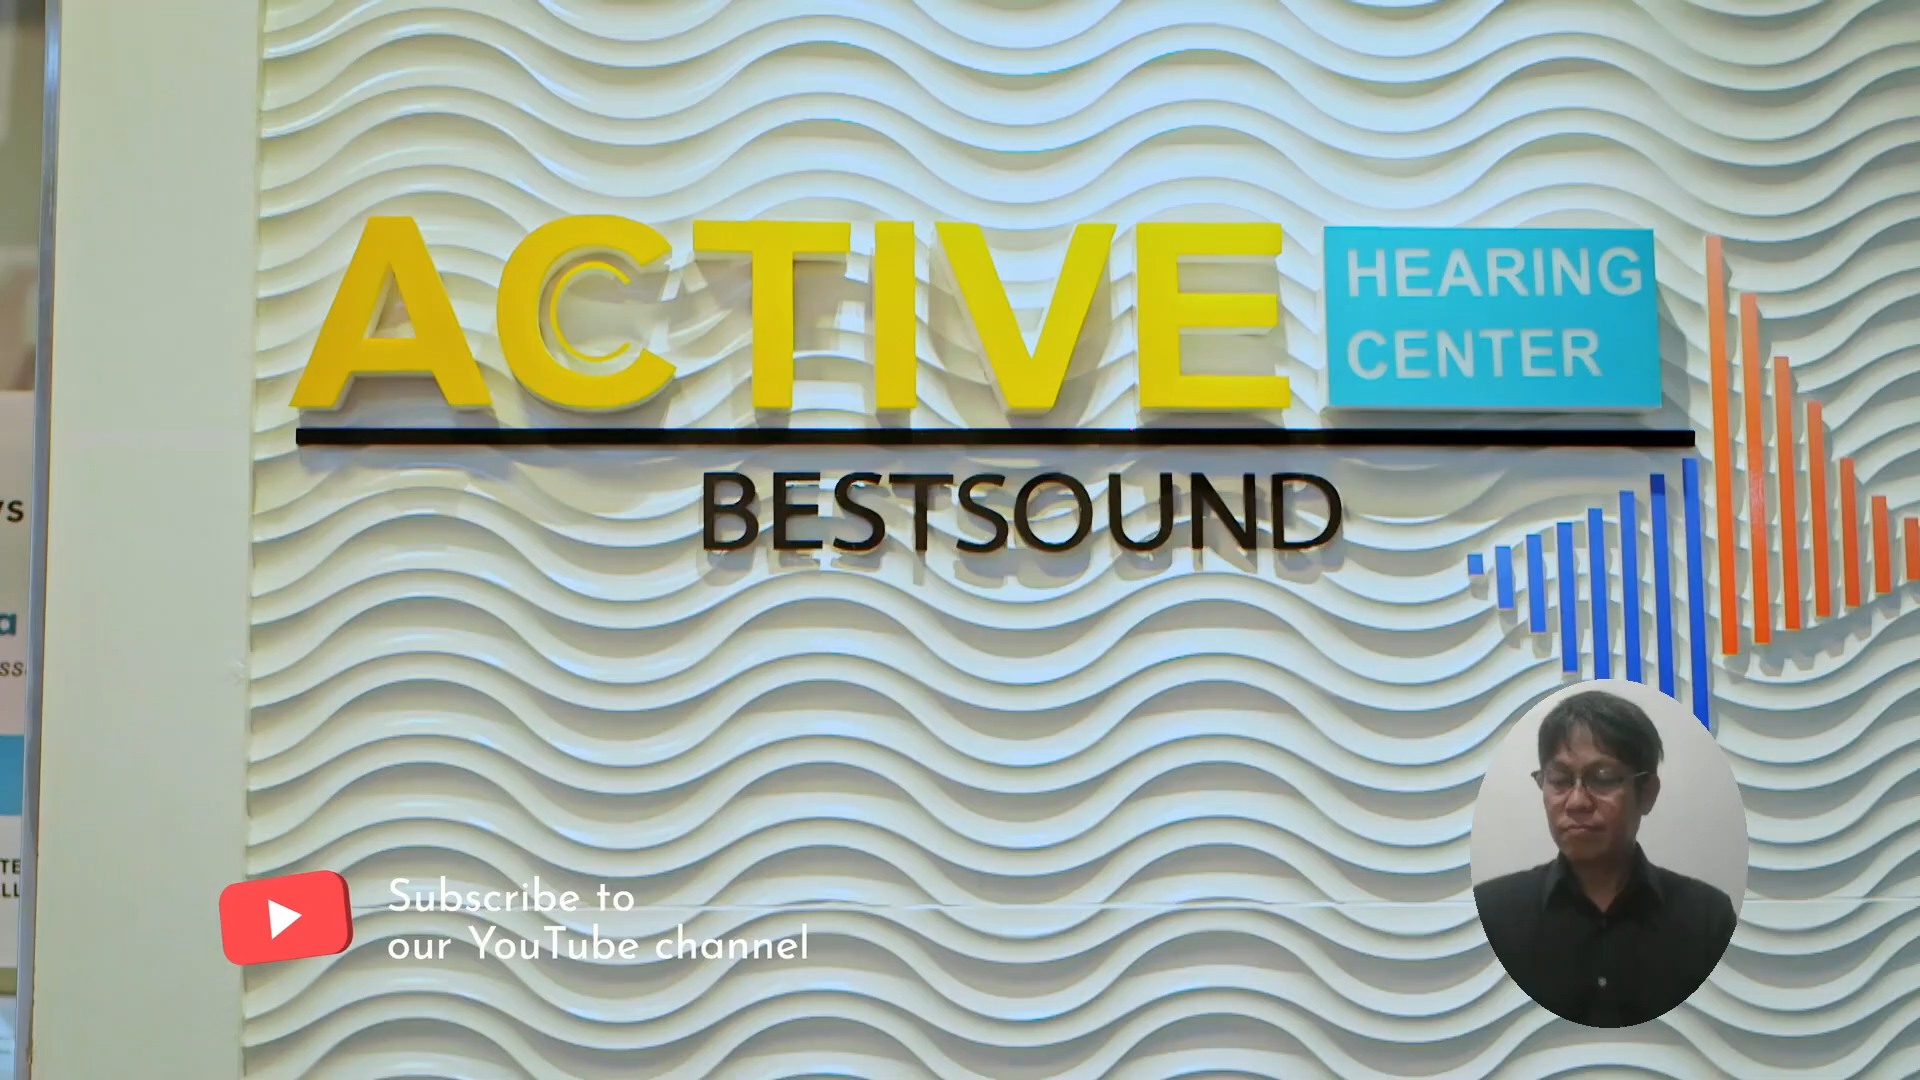 ACTIVE
HEARING
CENTER
BESTSOUND
Subscribe to
our YouTube channel